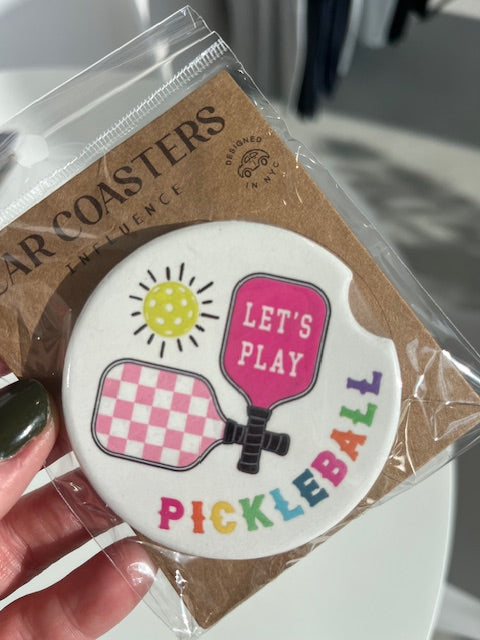 CAR COASTERS
INFLUENCE
DESIGNED
IN NYC
LET'S
PLAY
PICKLEBALL